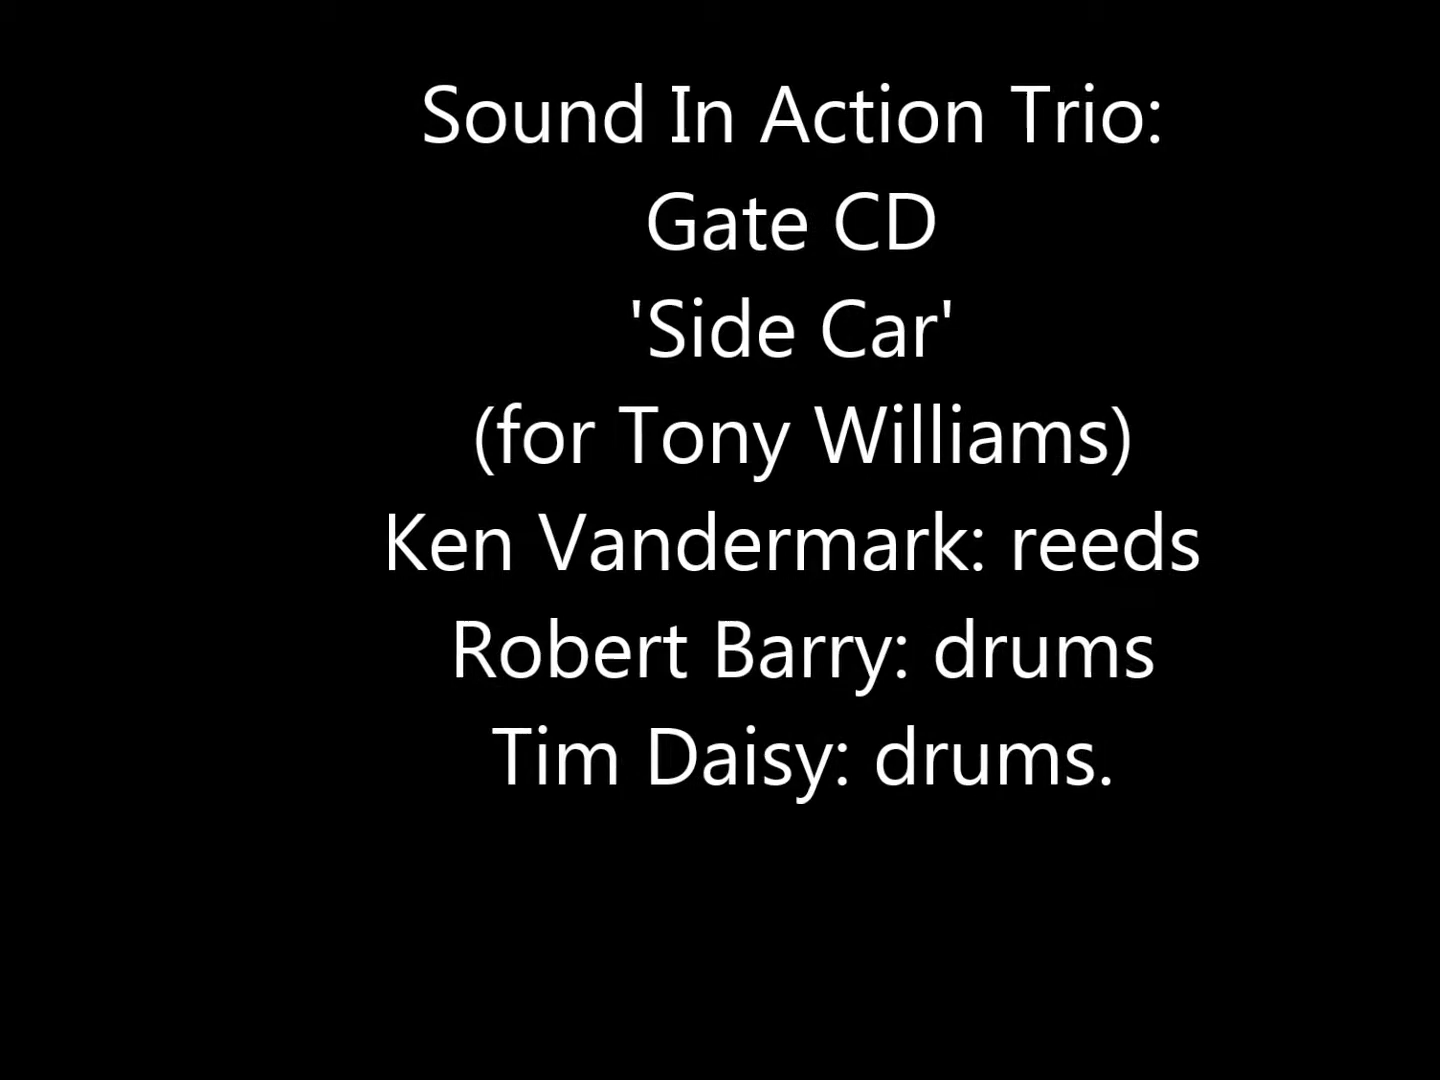 Sound In Action Trio:
Gate CD
'Side Car'
(for Tony Williams)
Ken Vandermark: reeds
Robert Barry: drums
Tim Daisy: drums.